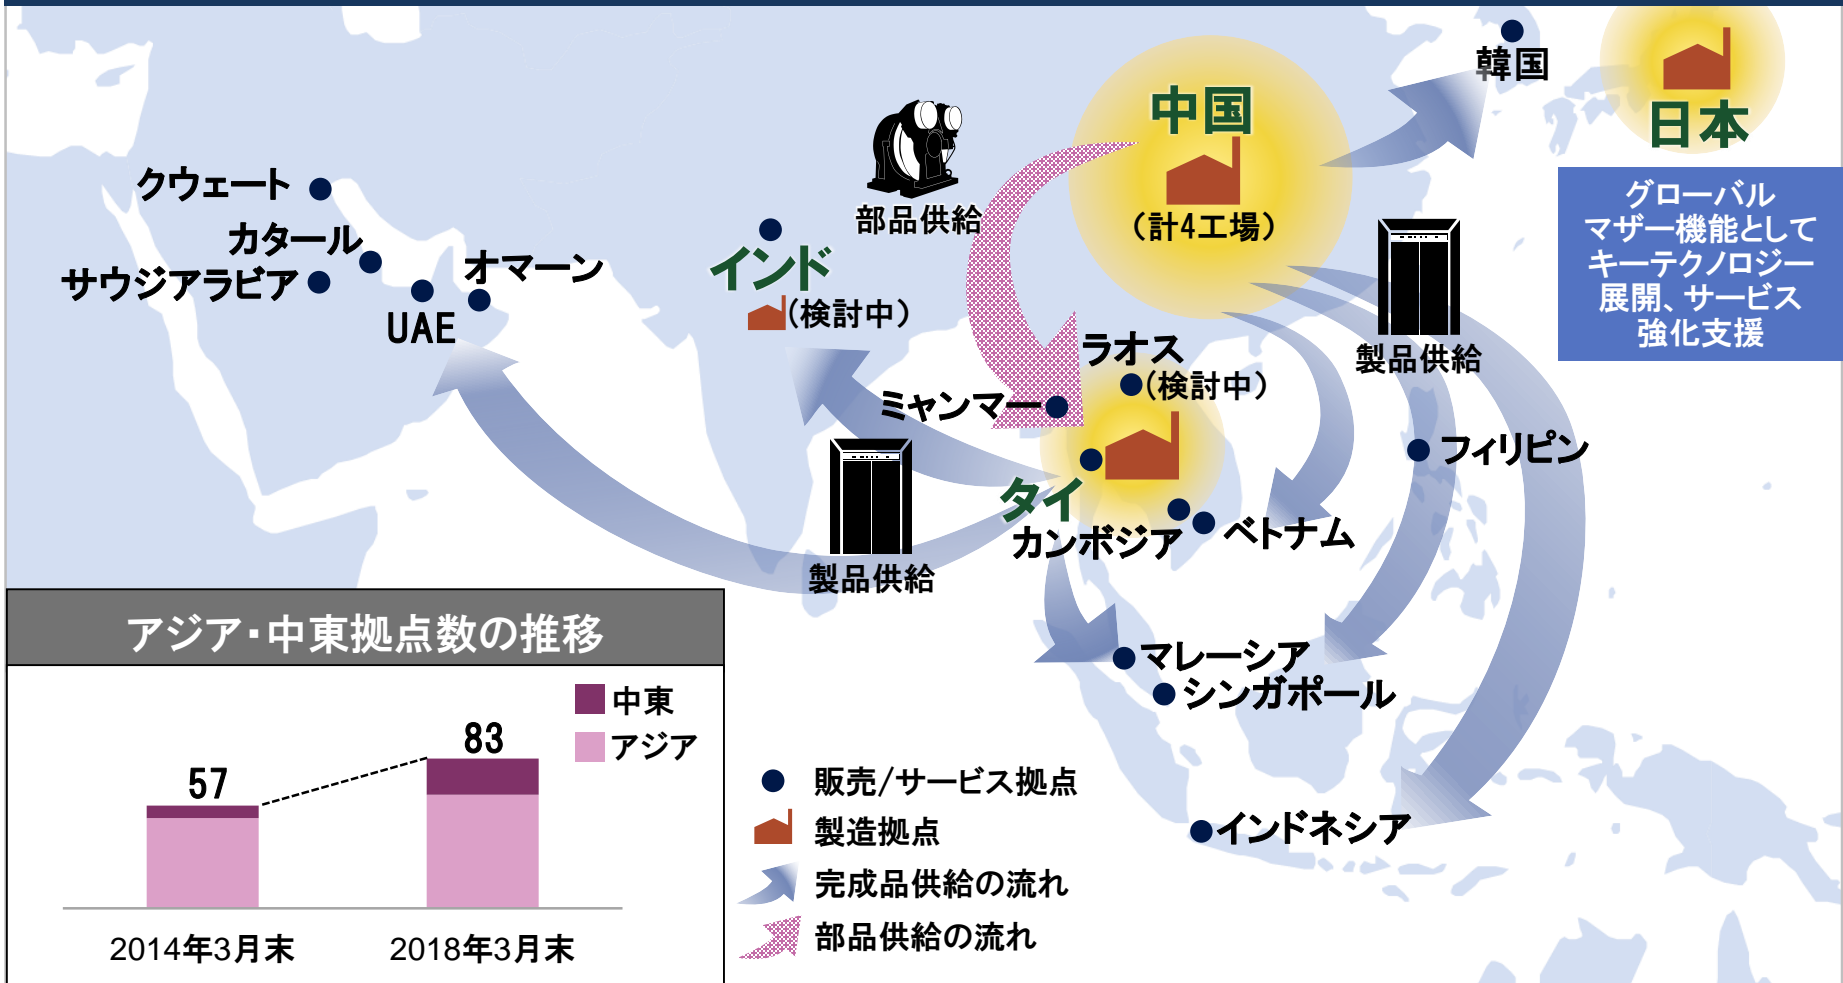 韓国
中国
(計4工場)
日本
グローバル
マザー機能として
キーテクノロジー
展開、サービス
強化支援
部品供給
クウェート
カタール
サウジアラビア
オマーン
UAE
インド
(検討中)
製品供給
ラオス
(検討中)
ミャンマー
タイ
カンボジア
ベトナム
フィリピン
製品供給
マレーシア
シンガポール
インドネシア
アジア・中東拠点数の推移
中東
アジア
57
83
2014年3月末
2018年3月末
販売/サービス拠点
製造拠点
完成品供給の流れ
部品供給の流れ